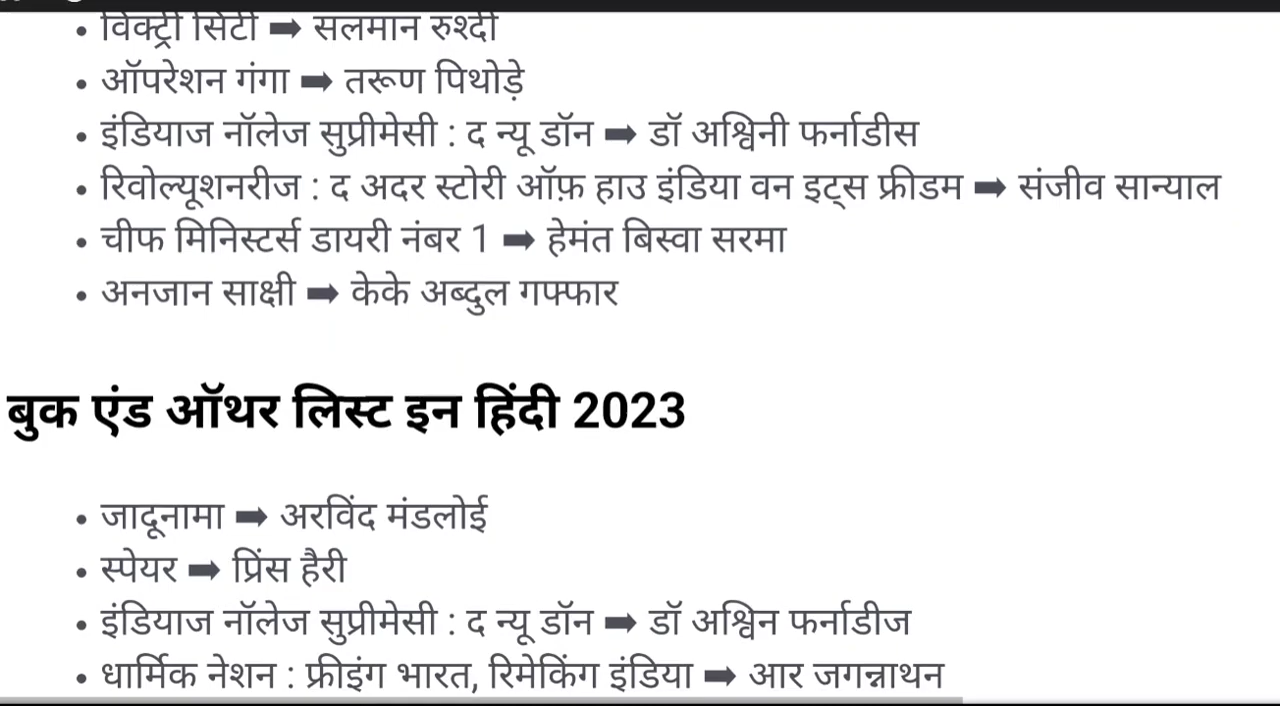 • विक्ट्री सिटी ➡ सलमान रुश्दी
• ऑपरेशन गंगा ➡ तरूण पिथोड़े
• इंडियाज नॉलेज सुप्रीमेसी : द न्यू डॉन ➡ डॉ अश्विनी फर्नाडीस
• रिवोल्यूशनरीज : द अदर स्टोरी ऑफ़ हाउ इंडिया वन इट्स फ्रीडम ➡ संजीव सान्याल
• चीफ मिनिस्टर्स डायरी नंबर 1 ➡ हेमंत बिस्वा सरमा
• अनजान साक्षी ➡ केके अब्दुल गफ्फार
बुक एंड ऑथर लिस्ट इन हिंदी 2023
• जादूनामा ➡ अरविंद मंडलोई
• स्पेयर ➡ प्रिंस हैरी
• इंडियाज नॉलेज सुप्रीमेसी : द न्यू डॉन ➡ डॉ अश्विन फर्नाडीज
• धार्मिक नेशन : फ्रीइंग भारत, रिमेकिंग इंडिया ➡ आर जगन्नाथन